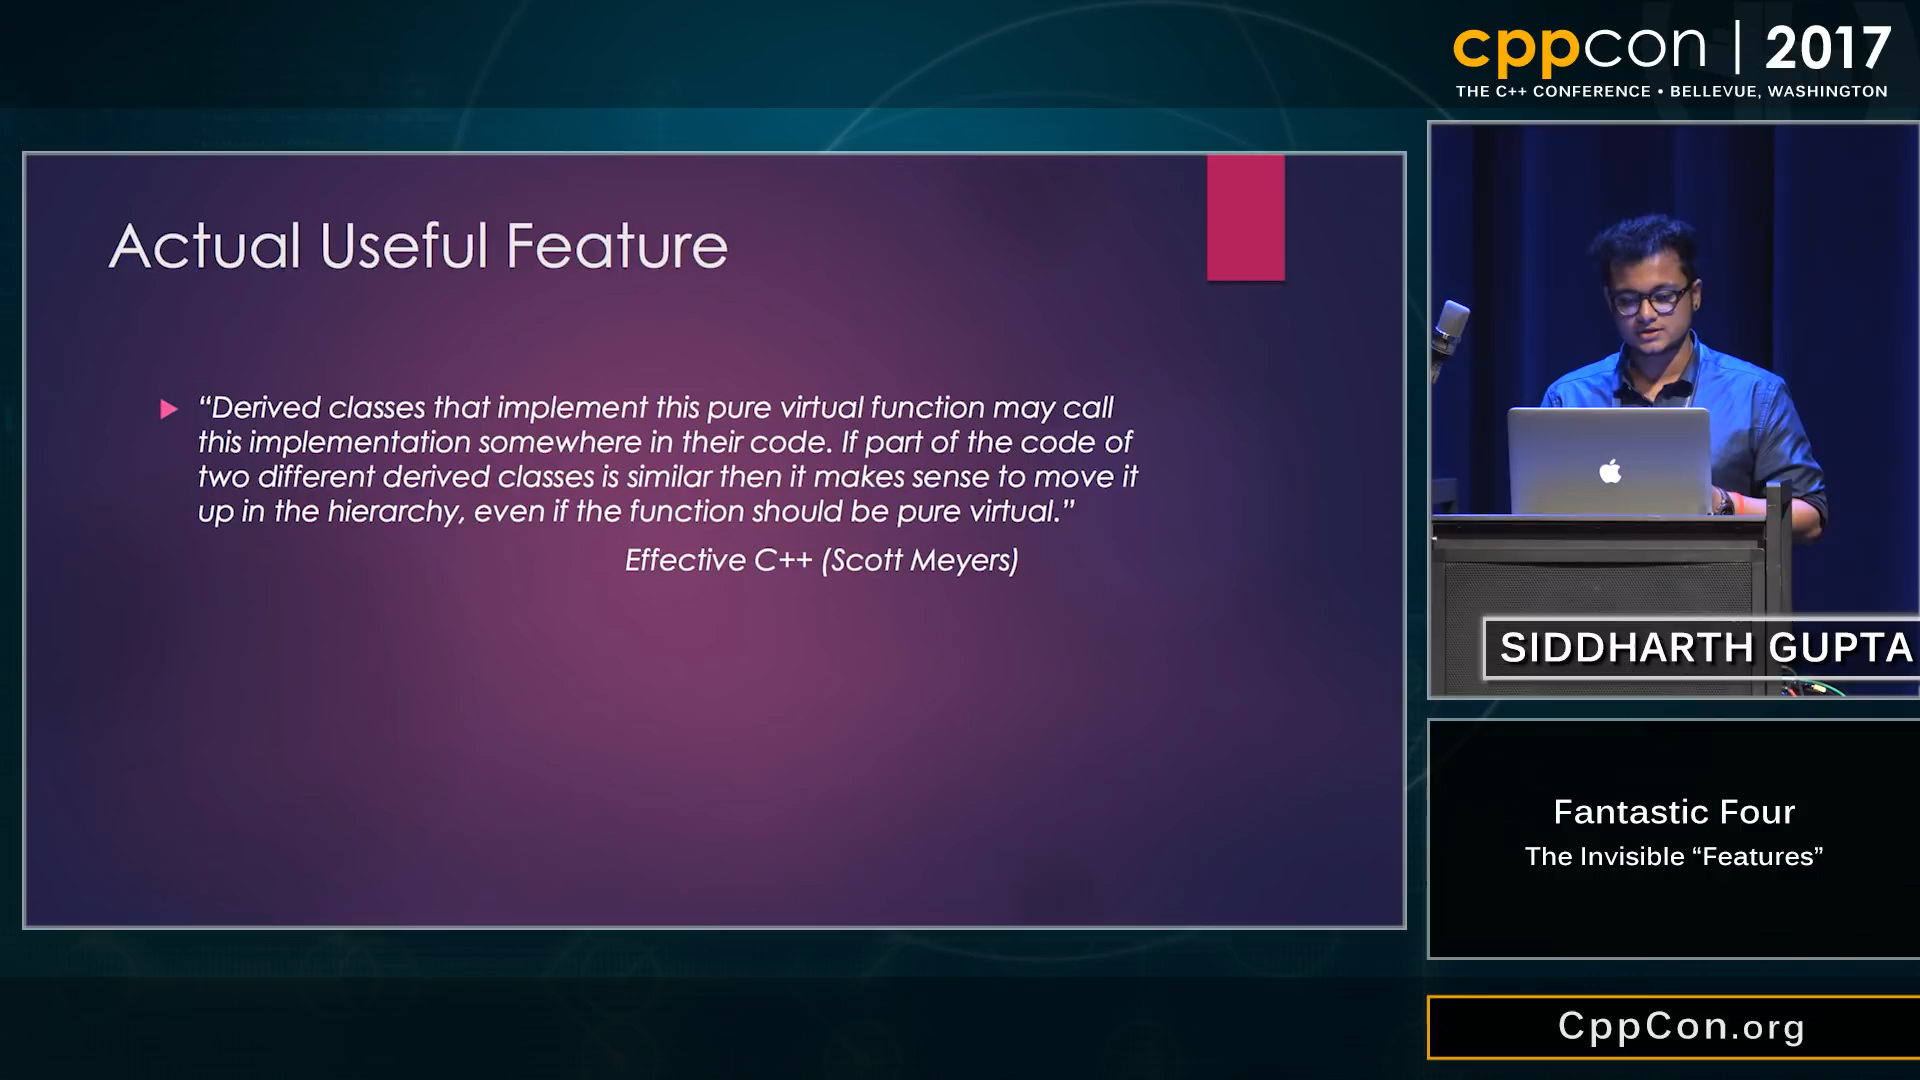 cppcon | 2017
THE C++ CONFERENCE • BELLEVUE, WASHINGTON
Actual Useful Feature
“Derived classes that implement this pure virtual function may call
this implementation somewhere in their code. If part of the code of
two different derived classes is similar then it makes sense to move it
up in the hierarchy, even if the function should be pure virtual.”
Effective C++ (Scott Meyers)
SIDDHARTH GUPTA
Fantastic Four
The Invisible “Features”
CppCon.org